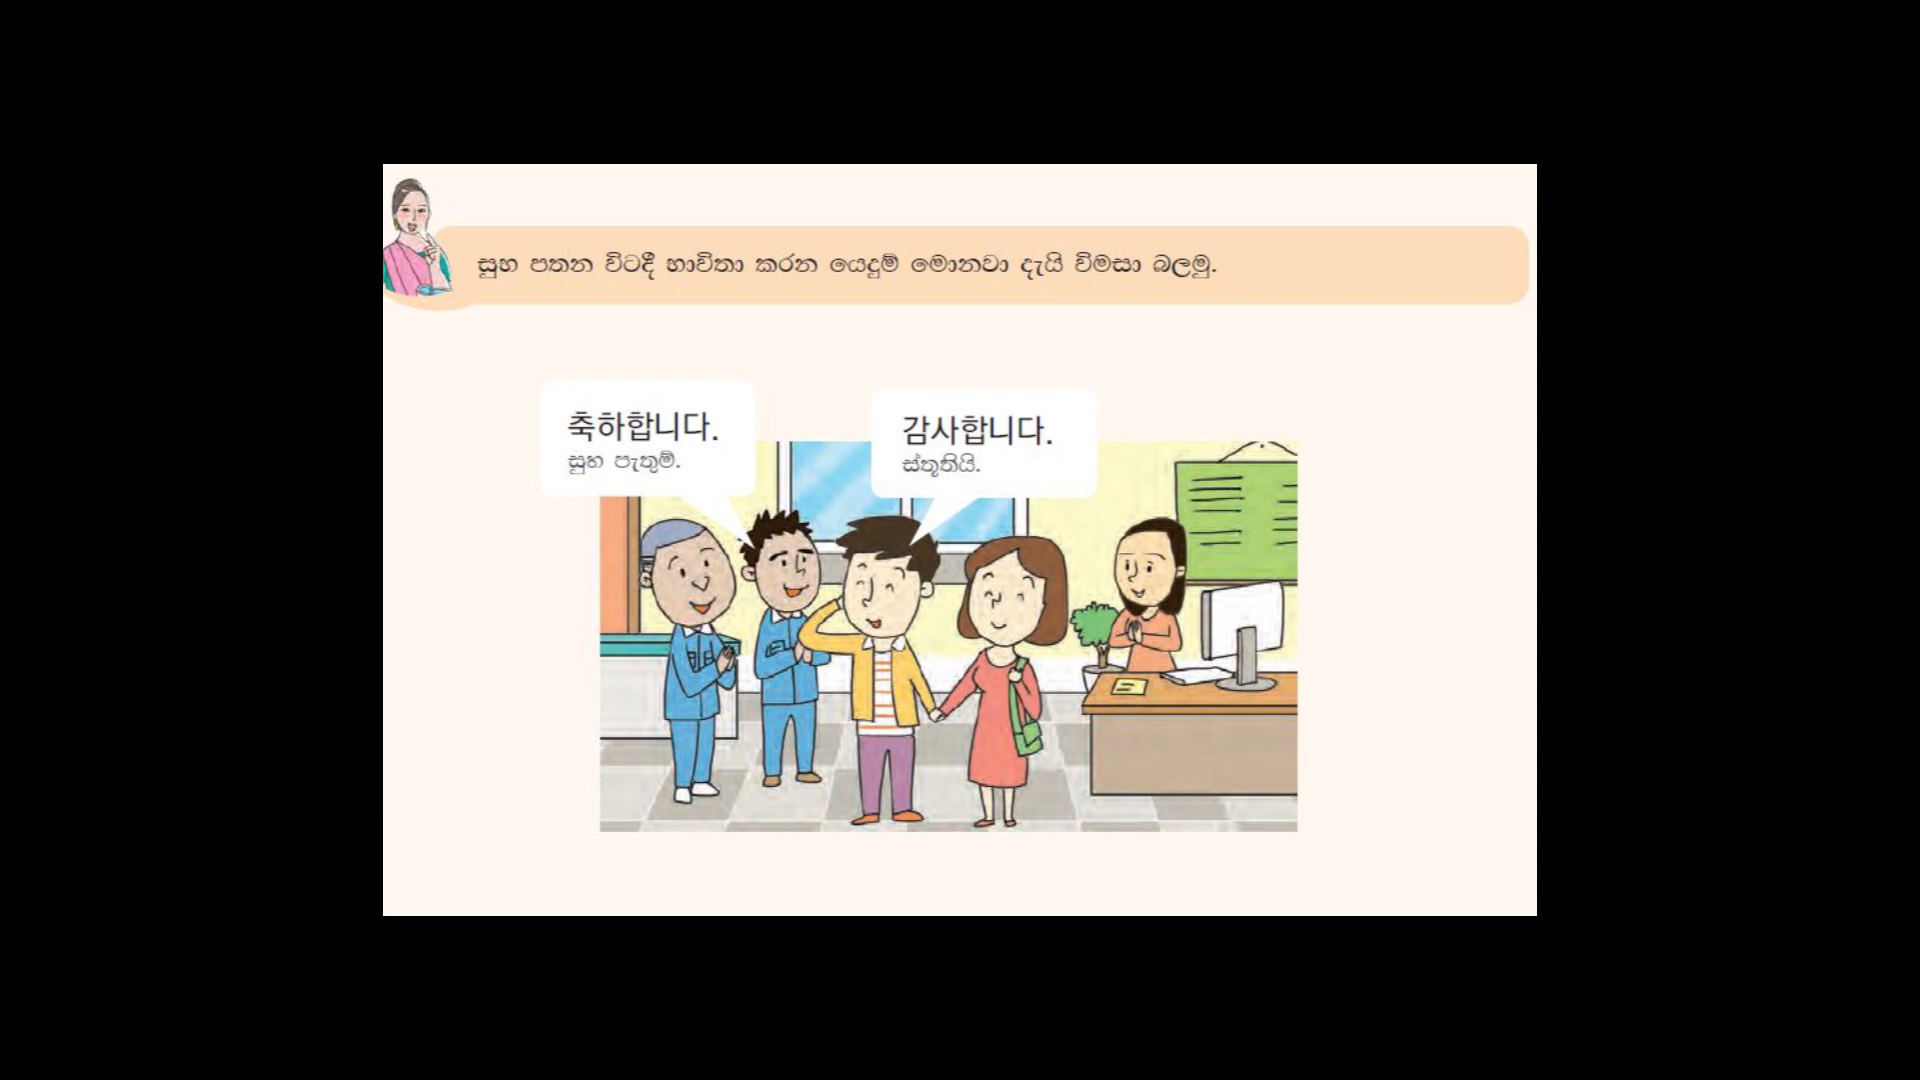 සුභ පතන විටදී භාවිතා කරන යෙදුම් මොනවා දැයි විමසා බලමු.
축하합니다.
සුභ පැතුම්.
감사합니다.
ස්තූතියි.